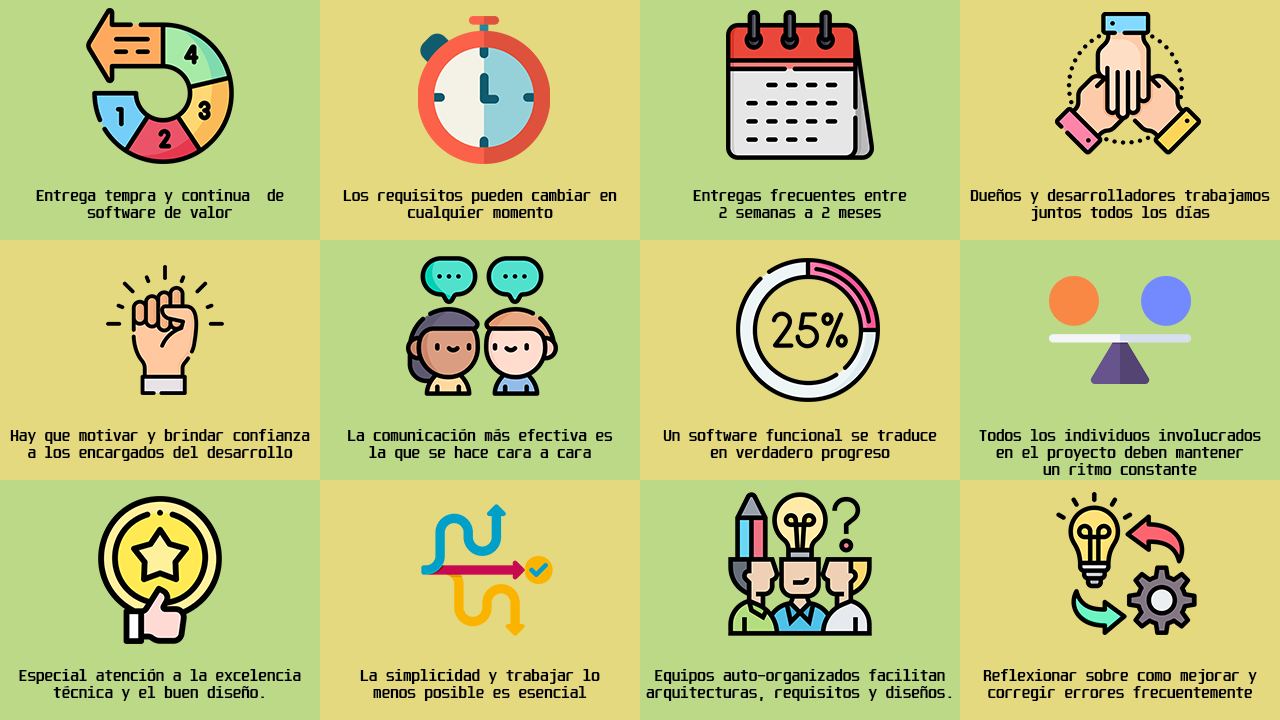 4
3
2
1
Entrega tempra y continua  de
software de valor
Los requisitos pueden cambiar en
cualquier momento
Entregas frecuentes entre
2 semanas a 2 meses
Dueños y desarrolladores trabajamos
juntos todos los días
Hay que motivar y brindar confianza
a los encargados del desarrollo
La comunicación más efectiva es
la que se hace cara a cara
25%
Un software funcional se traduce
en verdadero progreso
Todos los individuos involucrados
en el proyecto deben mantener
un ritmo constante
Especial atención a la excelencia
técnica y el buen diseño.
La simplicidad y trabajar lo
menos posible es esencial
?
Equipos auto-organizados facilitan
arquitecturas, requisitos y diseños.
Reflexionar sobre como mejorar y
corregir errores frecuentemente